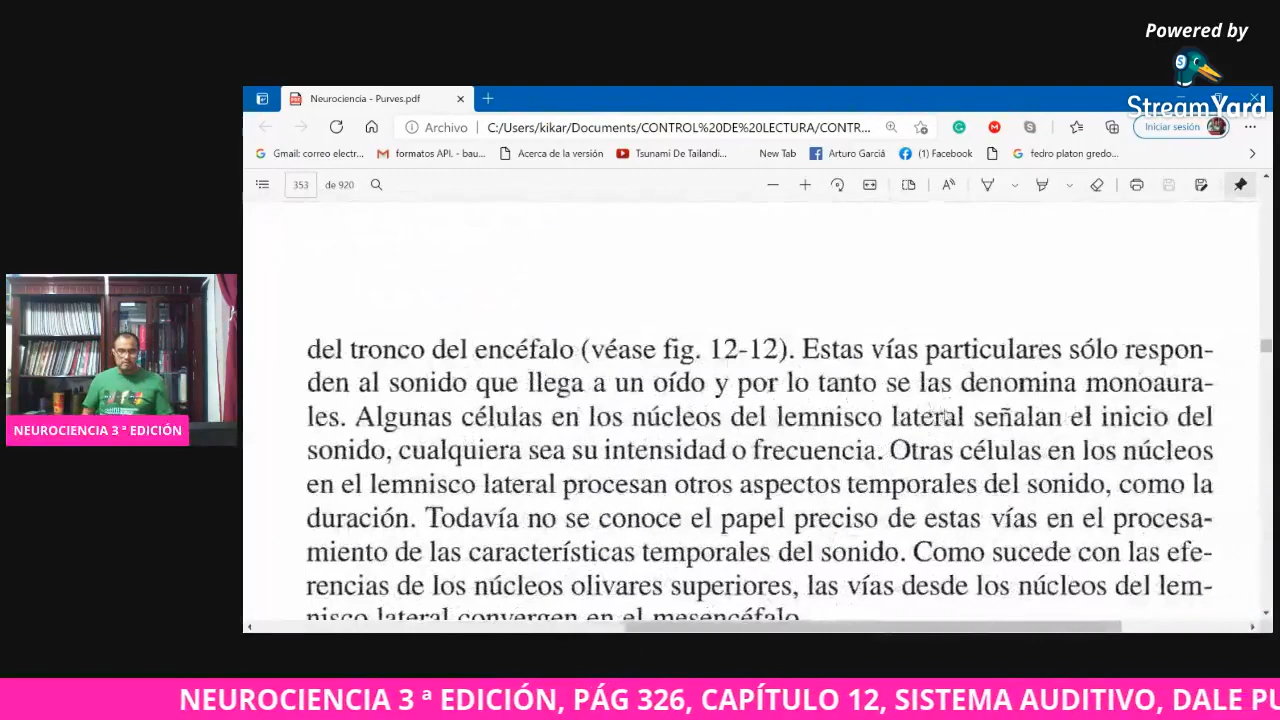 Powered by
StreamYard
Neurociencia - Purves.pdf
Archivo
C:/Users/kikar/Documents/CONTROL%20DE%20LECTURA/CONTR...
Iniciar sesión
Gmail: correo electr...
formatos API. - bau...
Acerca de la versión
Tsunami De Tailandi...
New Tab
Arturo Garciá
(1) Facebook
fedro platon gredo...
353
de 920
del tronco del encéfalo (véase fig. 12-12). Estas vías particulares sólo respon-
den al sonido que llega a un oído y por lo tanto se las denomina monoaura-
les. Algunas células en los núcleos del lemnisco lateral señalan el inicio del
sonido, cualquiera sea su intensidad o frecuencia. Otras células en los núcleos
en el lemnisco lateral procesan otros aspectos temporales del sonido, como la
duración. Todavía no se conoce el papel preciso de estas vías en el procesa-
miento de las características temporales del sonido. Como sucede con las efe-
rencias de los núcleos olivares superiores, las vías desde los núcleos del lem-
nisco lateral convergen en el mesencéfalo.
NEUROCIENCIA 3 ª EDICIÓN
NEUROCIENCIA 3 ª EDICIÓN, PÁG 326, CAPÍTULO 12, SISTEMA AUDITIVO, DALE PU